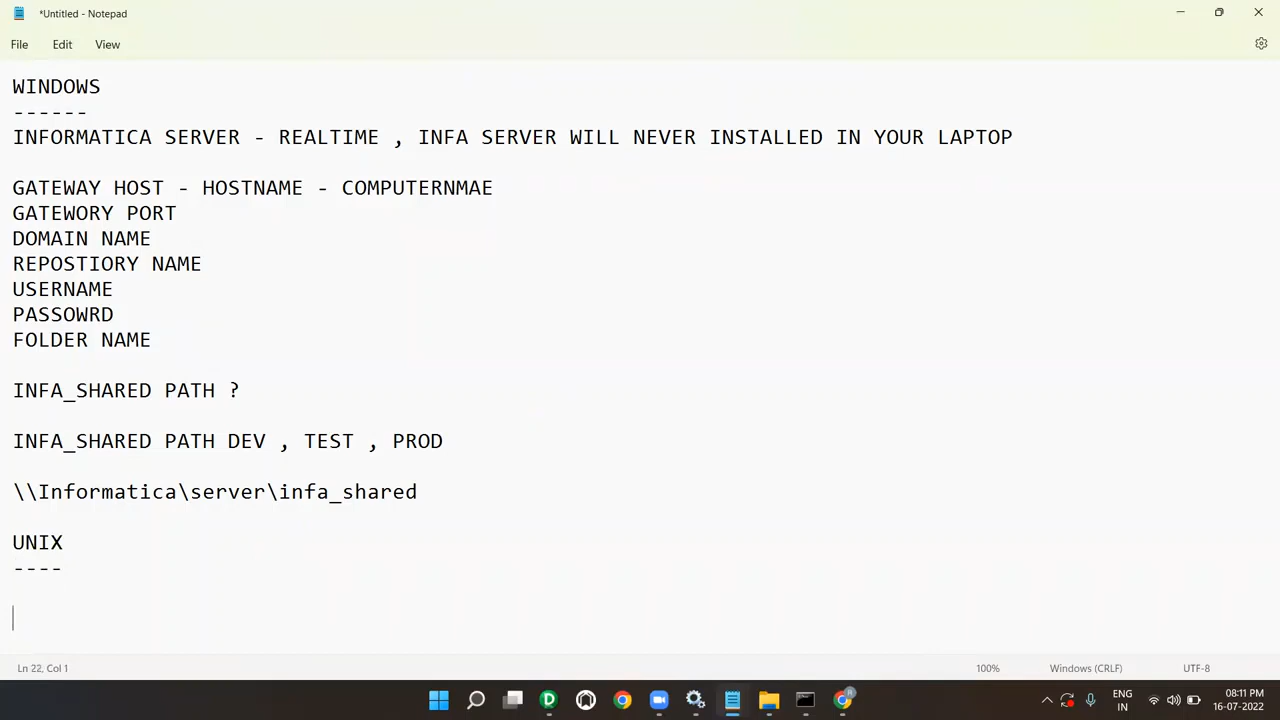 *Untitled - Notepad
File Edit View
WINDOWS
------
INFORMATICA SERVER - REALTIME , INFA SERVER WILL NEVER INSTALLED IN YOUR LAPTOP
GATEWAY HOST - HOSTNAME - COMPUTERNMAE
GATEWORY PORT
DOMAIN NAME
REPOSTIORY NAME
USERNAME
PASSOWRD
FOLDER NAME
INFA_SHARED PATH ?
INFA_SHARED PATH DEV , TEST , PROD
\\Informatica\server\infa_shared
UNIX
----
Ln 22, Col 1 100% Windows (CRLF) UTF-8
ENG 08:11 PM
IN 16-07-2022